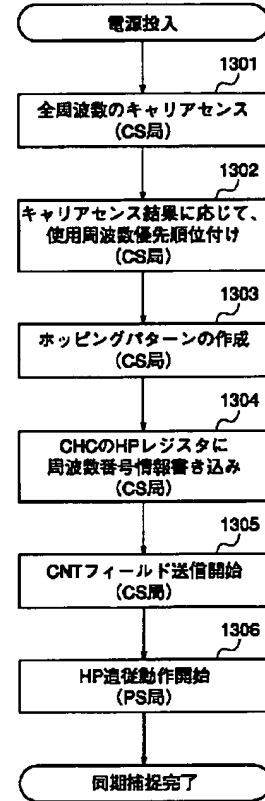 電源投入
1301
全周波数のキャリアセンス
(CS局)
1302
キャリアセンス結果に応じて、
使用周波数優先順位付け
(CS局)
1303
ホッピングパターンの作成
(CS局)
1304
CHCのHPレジスタに
周波数番号情報書き込み
(CS局)
1305
CNTフィールド送信開始
(CS局)
1306
HP追従動作開始
(PS局)
同期捕捉完了